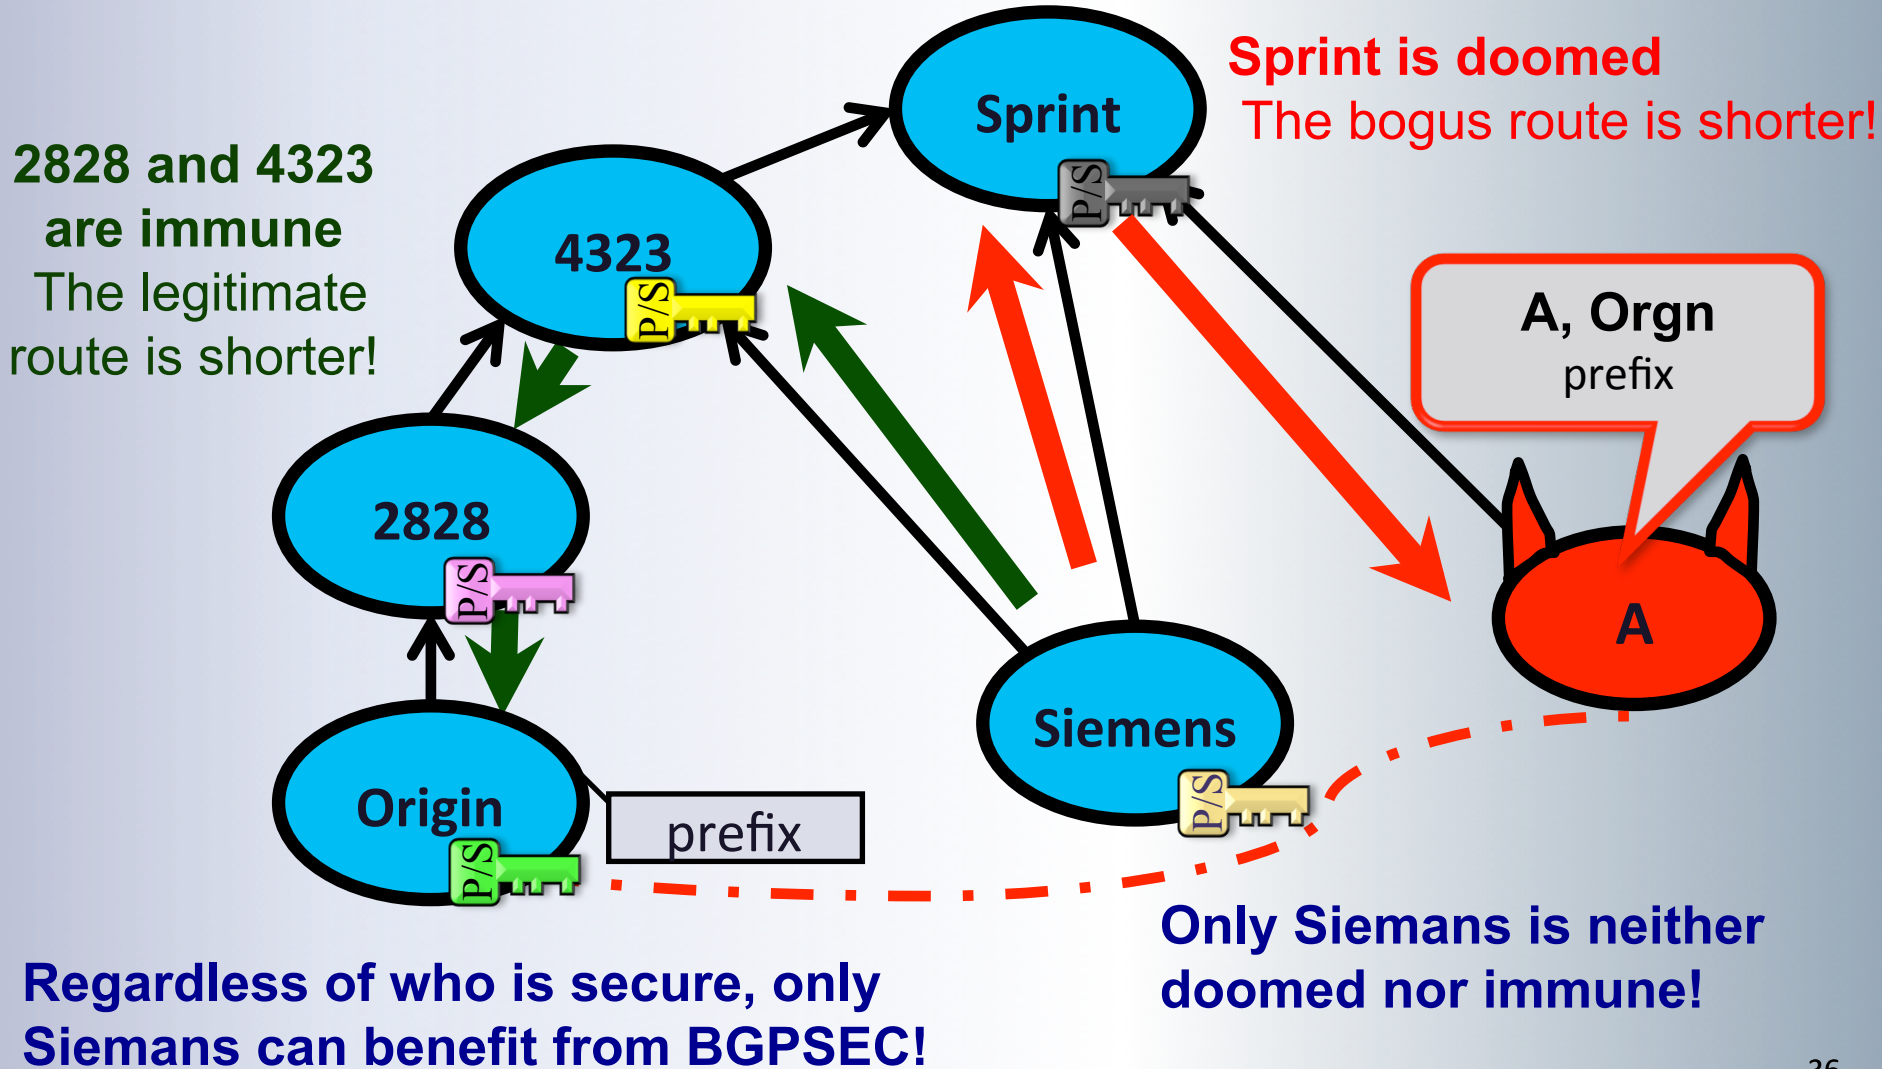 Sprint is doomed
The bogus route is shorter!
Sprint
P/S
2828 and 4323
are immune
The legitimate
route is shorter!
4323
P/S
A, Orgn
prefix
2828
P/S
A
Siemens
P/S
Origin
P/S
prefix
Only Siemans is neither
doomed nor immune!
Regardless of who is secure, only
Siemans can benefit from BGPSEC!